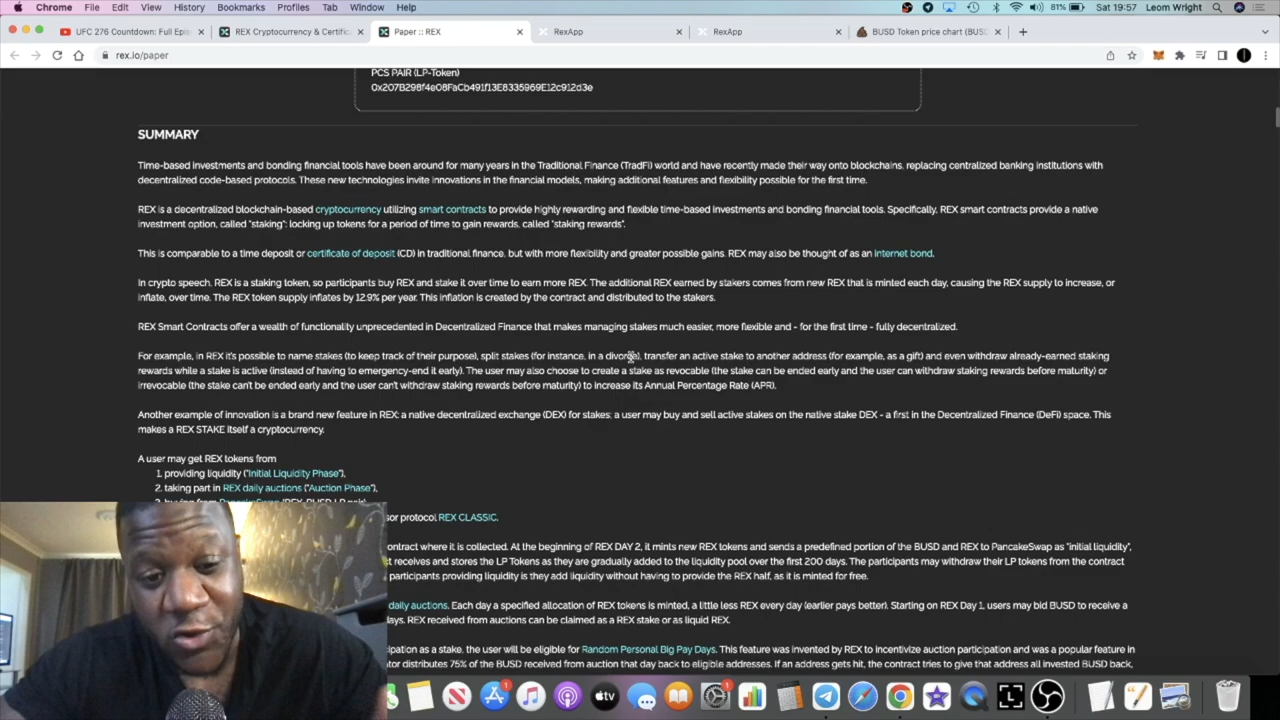 Chrome File Edit View History Bookmarks Profiles Tab Window Help 81% Sat 19:57 Leom Wright
UFC 276 Countdown: Full Epi REX Cryptocurrency & Certific Paper :: REX RexApp RexApp BUSD Token price chart (BUS
rex.io/paper
PCS PAIR (LP-Token)
0x207B298f4e08FaCb491f13E8335969E12c912d3e
SUMMARY
Time-based investments and bonding financial tools have been around for many years in the Traditional Finance (TradFi) world and have recently made their way onto blockchains, replacing centralized banking institutions with
decentralized code-based protocols. These new technologies invite innovations in the financial models, making additional features and flexibility possible for the first time.
REX is a decentralized blockchain-based cryptocurrency utilizing smart contracts to provide highly rewarding and flexible time-based investments and bonding financial tools. Specifically, REX smart contracts provide a native
investment option, called "staking": locking up tokens for a period of time to gain rewards, called "staking rewards".
This is comparable to a time deposit or certificate of deposit (CD) in traditional finance, but with more flexibility and greater possible gains. REX may also be thought of as an internet bond.
In crypto speech, REX is a staking token, so participants buy REX and stake it over time to earn more REX. The additional REX earned by stakers comes from new REX that is minted each day, causing the REX supply to increase, or
inflate, over time. The REX token supply inflates by 12.9% per year. This inflation is created by the contract and distributed to the stakers.
REX Smart Contracts offer a wealth of functionality unprecedented in Decentralized Finance that makes managing stakes much easier, more flexible and - for the first time - fully decentralized.
For example, in REX it's possible to name stakes (to keep track of their purpose), split stakes (for instance, in a divorce), transfer an active stake to another address (for example, as a gift) and even withdraw already-earned staking
rewards while a stake is active (instead of having to emergency-end it early). The user may also choose to create a stake as revocable (the stake can be ended early and the user can withdraw staking rewards before maturity) or
irrevocable (the stake can't be ended early and the user can't withdraw staking rewards before maturity) to increase its Annual Percentage Rate (APR).
Another example of innovation is a brand new feature in REX: a native decentralized exchange (DEX) for stakes: a user may buy and sell active stakes on the native stake DEX - a first in the Decentralized Finance (DeFi) space. This
makes a REX STAKE itself a cryptocurrency.
A user may get REX tokens from
1. providing liquidity ("Initial Liquidity Phase"),
2. taking part in REX daily auctions ("Auction Phase"),
sor protocol REX CLASSIC.
ontract where it is collected. At the beginning of REX DAY 2, it mints new REX tokens and sends a predefined portion of the BUSD and REX to PancakeSwap as "initial liquidity",
t receives and stores the LP Tokens as they are gradually added to the liquidity pool over the first 200 days. The participants may withdraw their LP tokens from the contract
participants providing liquidity is they add liquidity without having to provide the REX half, as it is minted for free.
daily auctions. Each day a specified allocation of REX tokens is minted, a little less REX every day (earlier pays better). Starting on REX Day 1, users may bid BUSD to receive a
ays. REX received from auctions can be claimed as a REX stake or as liquid REX.
icipation as a stake, the user will be eligible for Random Personal Big Pay Days. This feature was invented by REX to incentivize auction participation and was a popular feature in
tor distributes 75% of the BUSD received from auction that day back to eligible addresses. If an address gets hit, the contract tries to give that address all invested BUSD back,